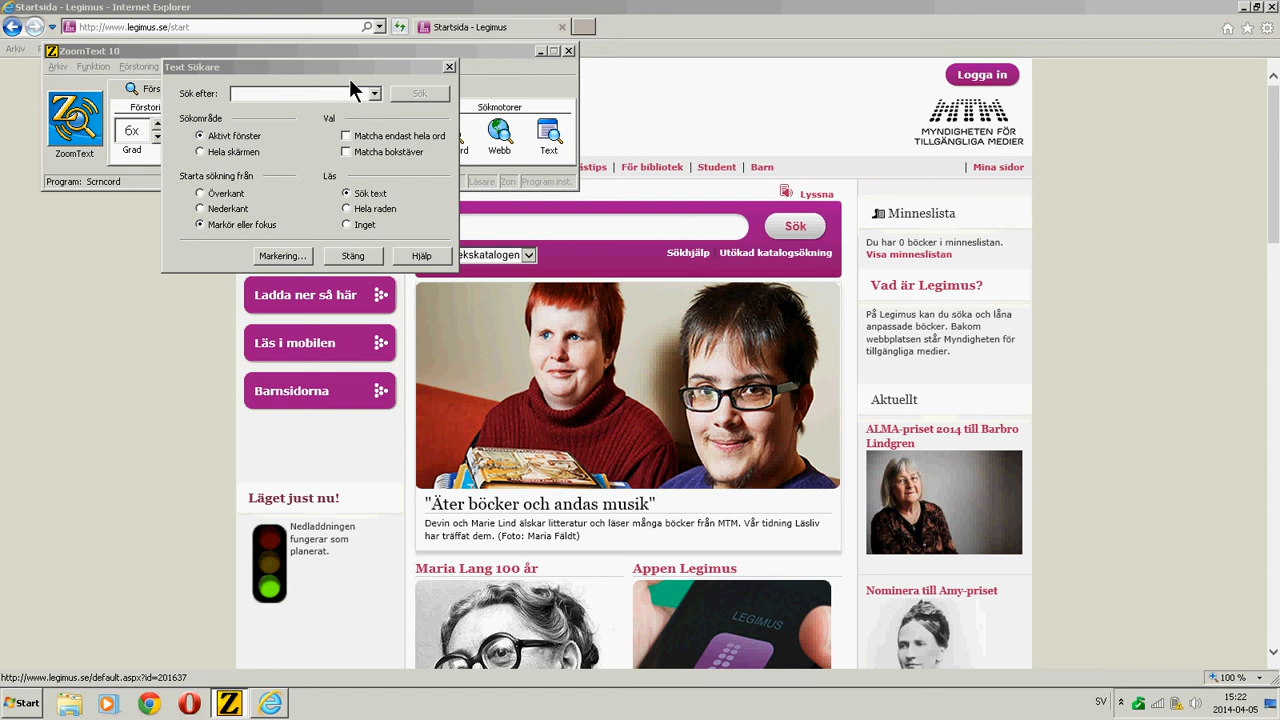 Startsida - Legimus - Internet Explorer
http://www.legimus.se/start
Startsida - Legimus
Arkiv
ZoomText 10
Arkiv Funktion Förstoring
Text Sökare
Sök efter:
Sök
Sökområde
Val
Aktivt fönster
Matcha endast hela ord
Hela skärmen
Matcha bokstäver
Starta sökning från
Läs
Överkant
Sök text
Nederkant
Hela raden
Markör eller fokus
Inget
Markering...
Stäng
Hjälp
6x
Grad
ZoomText
Sökmotorer
Webb
Text
Program: Scrncord
Läsare
Zon
Program inst.
Logga in
MYNDIGHETEN FÖR
TILLGÄNGLIGA MEDIER
För bibliotek
Student
Barn
Mina sidor
Lyssna
Sök
Sökhjälp
Utökad katalogsökning
Ladda ner så här
Läs i mobilen
Barnsidorna
Läget just nu!
Nedladdningen
fungerar som
planerat.
"Äter böcker och andas musik"
Devin och Marie Lind älskar litteratur och läser många böcker från MTM. Vår tidning Läsliv
har träffat dem. (Foto: Maria Fäldt)
Maria Lang 100 år
Appen Legimus
LEGIMUS
Minneslista
Du har 0 böcker i minneslistan.
Visa minneslistan
Vad är Legimus?
På Legimus kan du söka och låna
anpassade böcker. Bakom
webbplatsen står Myndigheten för
tillgängliga medier.
Aktuellt
ALMA-priset 2014 till Barbro
Lindgren
Nominera till Amy-priset
http://www.legimus.se/default.aspx?id=201637
100 %
Start
SV
15:22
2014-04-05